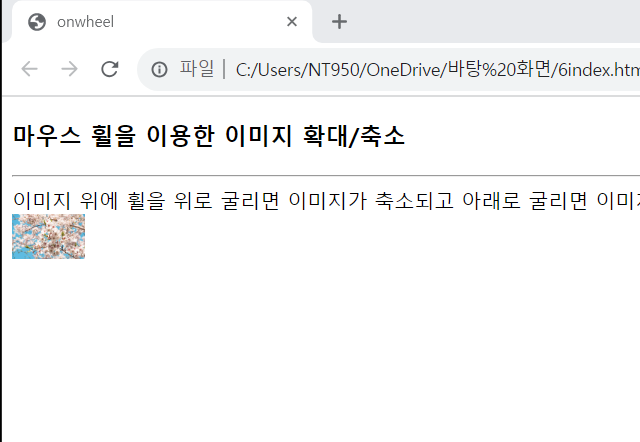 onwheel
파일 | C:/Users/NT950/OneDrive/바탕%20화면/6index.htm
마우스 휠을 이용한 이미지 확대/축소
이미지 위에 휠을 위로 굴리면 이미지가 축소되고 아래로 굴리면 이미지